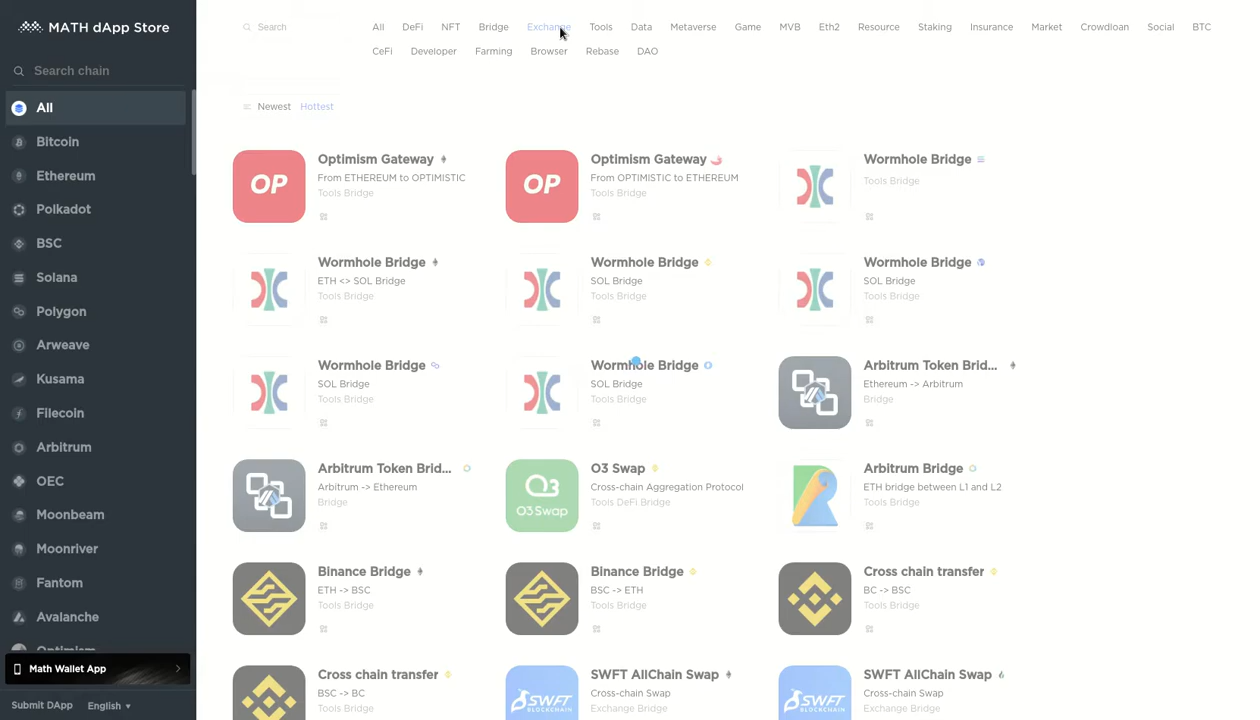 MATH dApp Store
Search chain
All
Bitcoin
Ethereum
Polkadot
BSC
Solana
Polygon
Arweave
Kusama
Filecoin
Arbitrum
OEC
Moonbeam
Moonriver
Fantom
Avalanche
Optimism
Math Wallet App
Submit DApp English
Search
All DeFi NFT Bridge Exchange Tools Data Metaverse Game MVB Eth2 Resource Staking Insurance Market Crowdloan Social BTC
CeFi Developer Farming Browser Rebase DAO
Newest Hottest
OP
Optimism Gateway
From ETHEREUM to OPTIMISTIC
Tools Bridge
OP
Optimism Gateway
From OPTIMISTIC to ETHEREUM
Tools Bridge
Wormhole Bridge
Tools Bridge
Wormhole Bridge
ETH <> SOL Bridge
Tools Bridge
Wormhole Bridge
SOL Bridge
Tools Bridge
Wormhole Bridge
SOL Bridge
Tools Bridge
Wormhole Bridge
SOL Bridge
Tools Bridge
Wormhole Bridge
SOL Bridge
Tools Bridge
Arbitrum Token Brid...
Ethereum -> Arbitrum
Bridge
Arbitrum Token Brid...
Arbitrum -> Ethereum
Bridge
O3 Swap
O3 Swap
Cross-chain Aggregation Protocol
Tools DeFi Bridge
Arbitrum Bridge
ETH bridge between L1 and L2
Tools Bridge
Binance Bridge
ETH -> BSC
Tools Bridge
Binance Bridge
BSC -> ETH
Tools Bridge
Cross chain transfer
BC -> BSC
Tools Bridge
Cross chain transfer
BSC -> BC
Tools Bridge
SWFT
BLOCKCHAIN
SWFT AllChain Swap
Cross-chain Swap
Exchange Bridge
SWFT
BLOCKCHAIN
SWFT AllChain Swap
Cross-chain Swap
Exchange Bridge